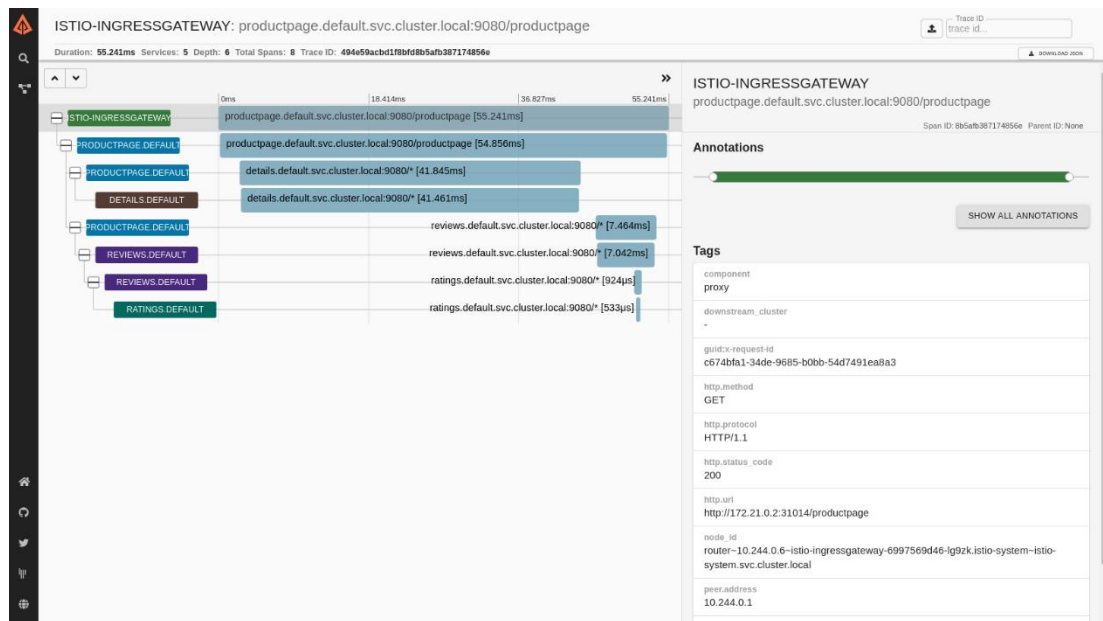 ISTIO-INGRESSGATEWAY: productpage.default.svc.cluster.local:9080/productpage
Trace ID
trace id...
Duration: 55.241ms Services: 5 Depth: 6 Total Spans: 8 Trace ID: 494e59acbd1f8bfd8b5afb387174856e
DOWNLOAD JSON
0ms 18.414ms 36.827ms 55.241ms
ISTIO-INGRESSGATEWAY productpage.default.svc.cluster.local:9080/productpage [55.241ms]
PRODUCTPAGE.DEFAULT productpage.default.svc.cluster.local:9080/productpage [54.856ms]
PRODUCTPAGE.DEFAULT details.default.svc.cluster.local:9080/* [41.845ms]
DETAILS.DEFAULT details.default.svc.cluster.local:9080/* [41.461ms]
PRODUCTPAGE.DEFAULT reviews.default.svc.cluster.local:9080/* [7.464ms]
REVIEWS.DEFAULT reviews.default.svc.cluster.local:9080/* [7.042ms]
REVIEWS.DEFAULT ratings.default.svc.cluster.local:9080/* [924μs]
RATINGS.DEFAULT ratings.default.svc.cluster.local:9080/* [533μs]
ISTIO-INGRESSGATEWAY
productpage.default.svc.cluster.local:9080/productpage
Span ID: 8b5afb387174856e Parent ID: None
Annotations
SHOW ALL ANNOTATIONS
Tags
component
proxy
downstream_cluster
-
guid:x-request-id
c674bfa1-34de-9685-b0bb-54d7491ea8a3
http.method
GET
http.protocol
HTTP/1.1
http.status_code
200
http.url
http://172.21.0.2:31014/productpage
node_id
router~10.244.0.6~istio-ingressgateway-6997569d46-lg9zk.istio-system~istio-
system.svc.cluster.local
peer.address
10.244.0.1